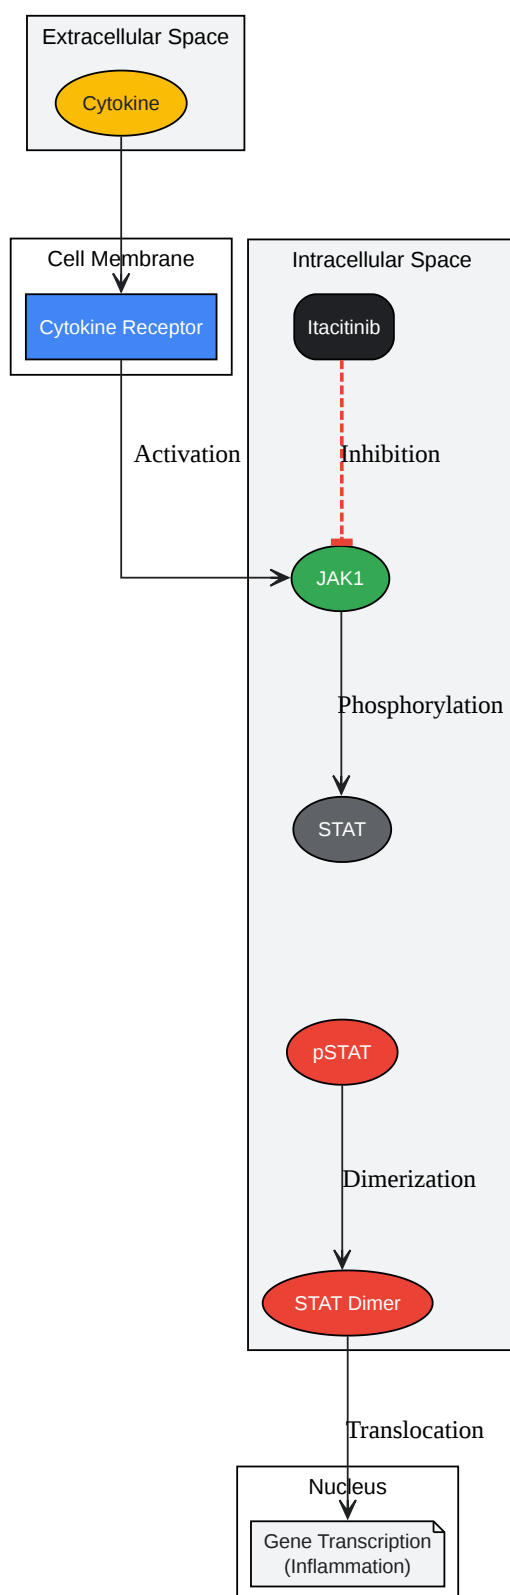 Extracellular Space
Cytokine
Cell Membrane
Cytokine Receptor
Intracellular Space
Itacitinib
Activation
Inhibition
JAK1
Phosphorylation
STAT
pSTAT
Dimerization
STAT Dimer
Translocation
Nucleus
Gene Transcription
(Inflammation)